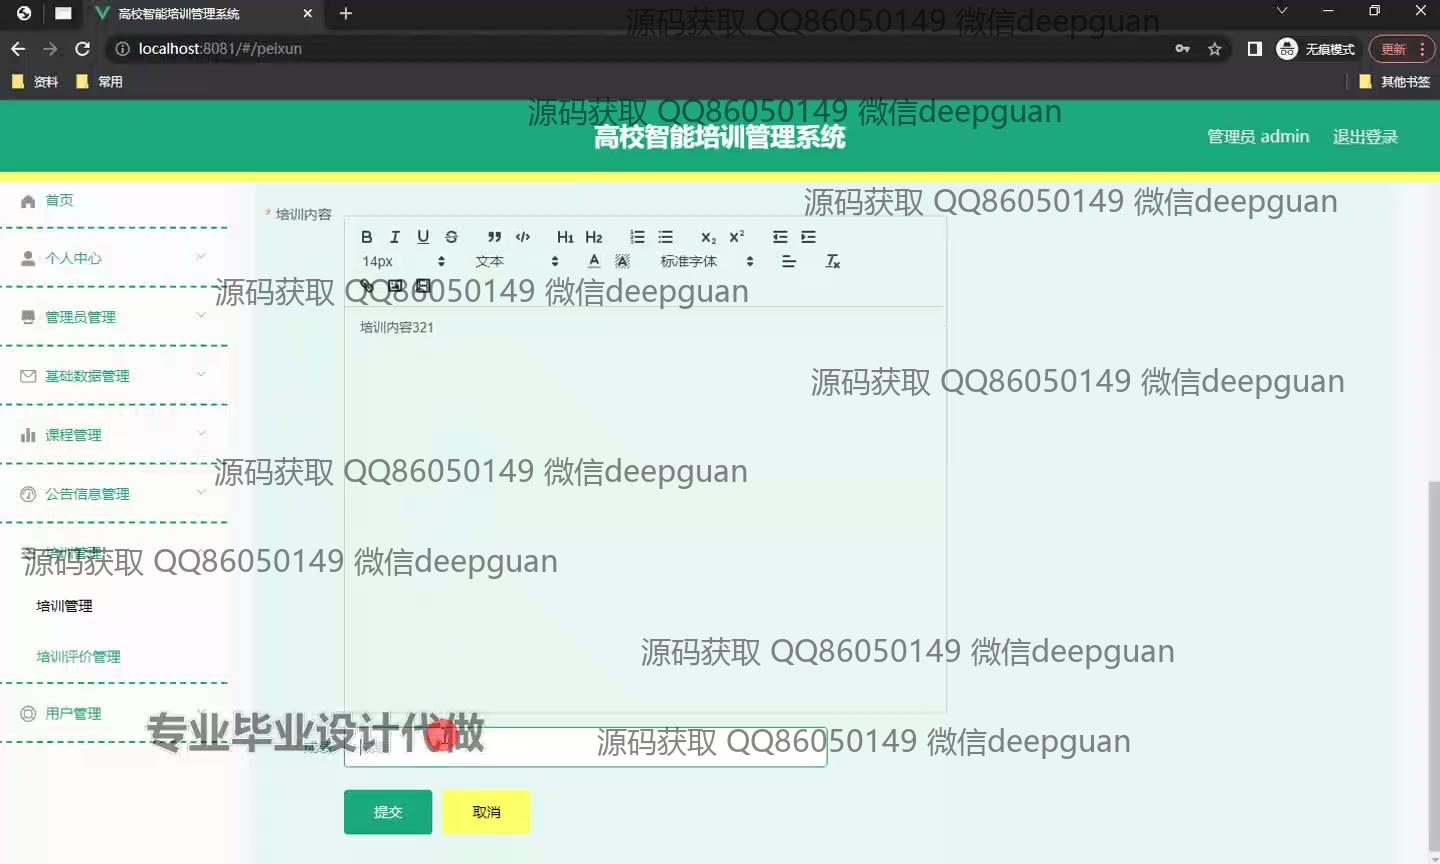 高校智能培训管理系统
源码获取 QQ86050149 微信deepguan
localhost:8081/#/peixun
无痕模式
更新
资料
常用
其他书签
源码获取 QQ86050149 微信deepguan
高校智能培训管理系统
管理员 admin
退出登录
首页
源码获取 QQ86050149 微信deepguan
* 培训内容
B I U S H1 H2 X2 X2
个人中心
14px
文本
A
标准字体
源码获取 QQ86050149 微信deepguan
管理员管理
培训内容321
基础数据管理
源码获取 QQ86050149 微信deepguan
课程管理
源码获取 QQ86050149 微信deepguan
公告信息管理
培训管理
源码获取 QQ86050149 微信deepguan
培训管理
培训评价管理
源码获取 QQ86050149 微信deepguan
用户管理
专业毕业设计代做
源码获取 QQ86050149 微信deepguan
提交
取消